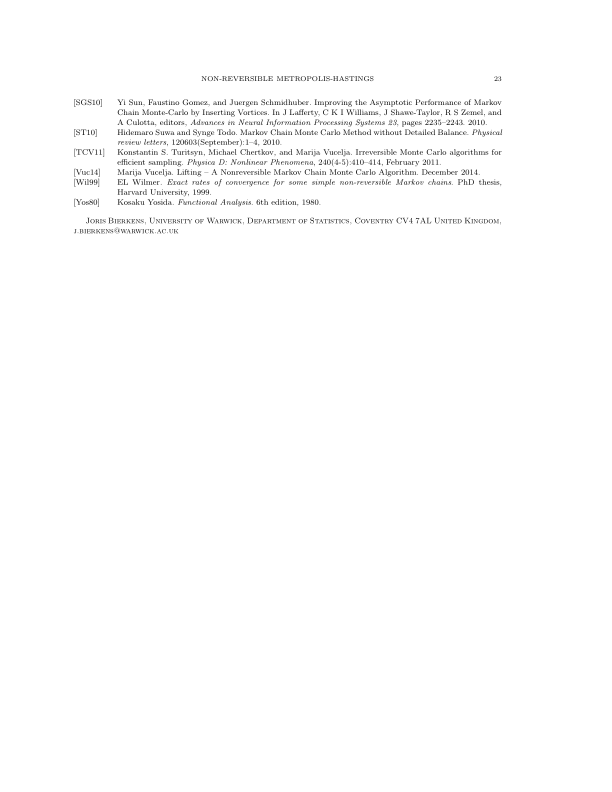 NON-REVERSIBLE METROPOLIS-HASTINGS 23
[SGS10] Yi Sun, Faustino Gomez, and Juergen Schmidhuber. Improving the Asymptotic Performance of Markov
Chain Monte-Carlo by Inserting Vortices. In J Lafferty, C K I Williams, J Shawe-Taylor, R S Zemel, and
A Culotta, editors, Advances in Neural Information Processing Systems 23, pages 2235–2243. 2010.
[ST10] Hidemaro Suwa and Synge Todo. Markov Chain Monte Carlo Method without Detailed Balance. Physical
review letters, 120603(September):1–4, 2010.
[TCV11] Konstantin S. Turitsyn, Michael Chertkov, and Marija Vucelja. Irreversible Monte Carlo algorithms for
efficient sampling. Physica D: Nonlinear Phenomena, 240(4-5):410–414, February 2011.
[Vuc14] Marija Vucelja. Lifting – A Nonreversible Markov Chain Monte Carlo Algorithm. December 2014.
[Wil99] EL Wilmer. Exact rates of convergence for some simple non-reversible Markov chains. PhD thesis,
Harvard University, 1999.
[Yos80] Kosaku Yosida. Functional Analysis. 6th edition, 1980.
Joris Bierkens, University of Warwick, Department of Statistics, Coventry CV4 7AL United Kingdom,
j.bierkens@warwick.ac.uk